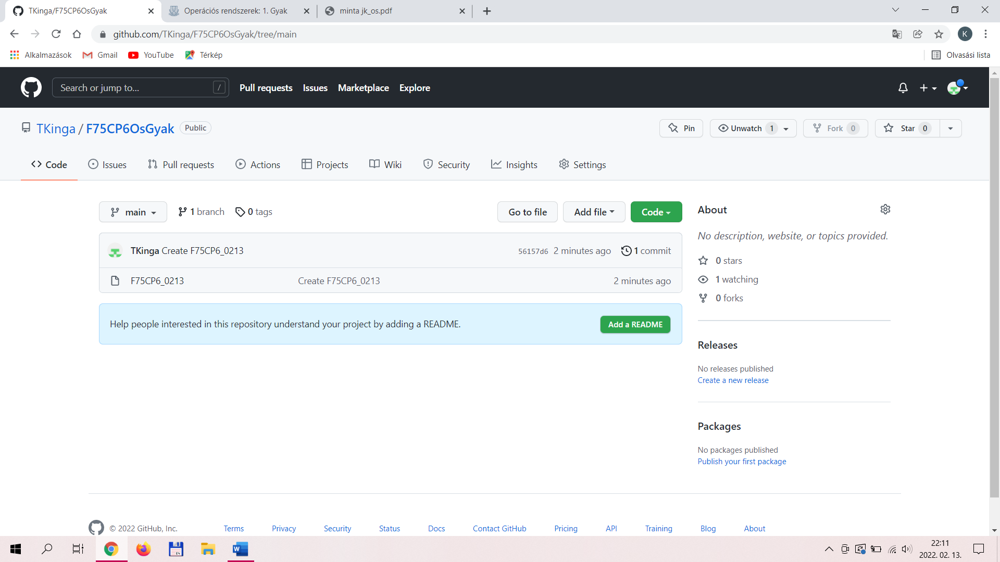 TKinga/F75CP6OsGyak
Operációs rendszerek: 1. Gyak
minta jk_os.pdf
github.com/TKinga/F75CP6OsGyak/tree/main
K
Alkalmazások
Gmail
YouTube
Térkép
Olvasási lista
Search or jump to...
/
Pull requests
Issues
Marketplace
Explore
TKinga / F75CP6OsGyak
Public
Pin
Unwatch 1
Fork 0
Star 0
Code
Issues
Pull requests
Actions
Projects
Wiki
Security
Insights
Settings
main
1 branch
0 tags
Go to file
Add file
Code
TKinga Create F75CP6_0213
56157d6 2 minutes ago
1 commit
F75CP6_0213
Create F75CP6_0213
2 minutes ago
Help people interested in this repository understand your project by adding a README.
Add a README
About
No description, website, or topics provided.
0 stars
1 watching
0 forks
Releases
No releases published
Create a new release
Packages
No packages published
Publish your first package
© 2022 GitHub, Inc.
Terms
Privacy
Security
Status
Docs
Contact GitHub
Pricing
API
Training
Blog
About
64
W
22:11
2022. 02. 13.